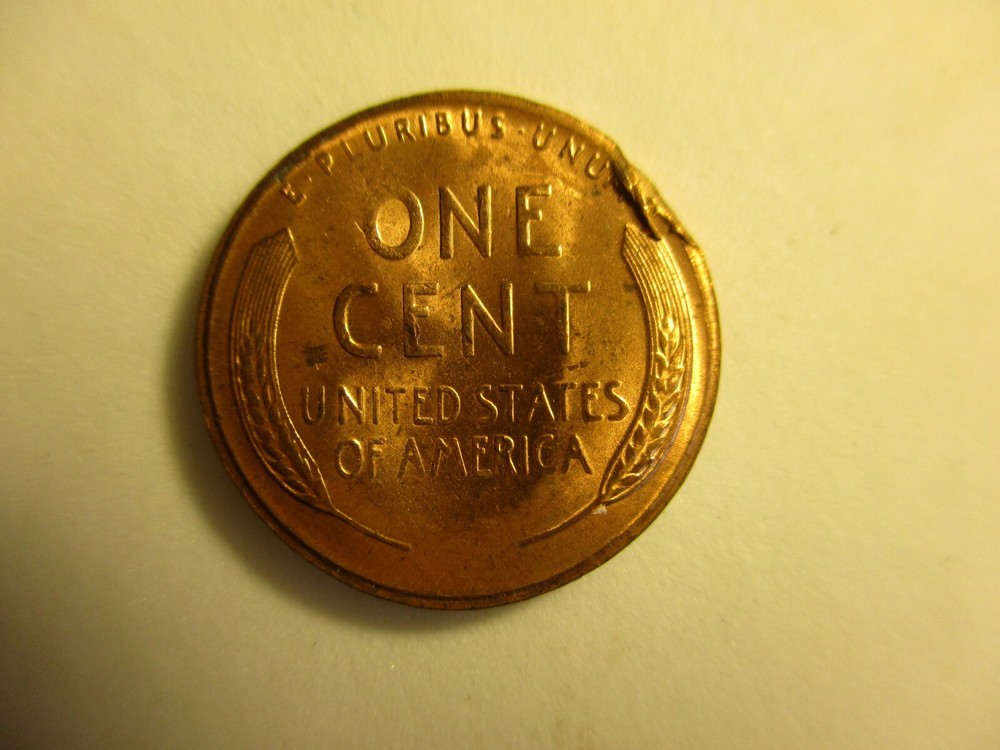 E·PLURIBUS·UNU
ONE
CENT
UNITED STATES
OF AMERICA